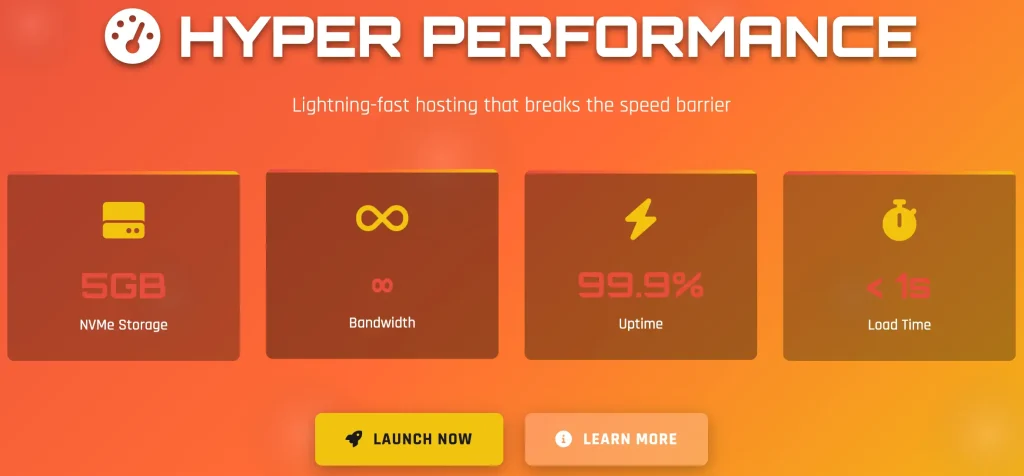 HYPER PERFORMANCE
Lightning-fast hosting that breaks the speed barrier
5GB
NVMe Storage
∞
Bandwidth
99.9%
Uptime
< 1s
Load Time
LAUNCH NOW
LEARN MORE